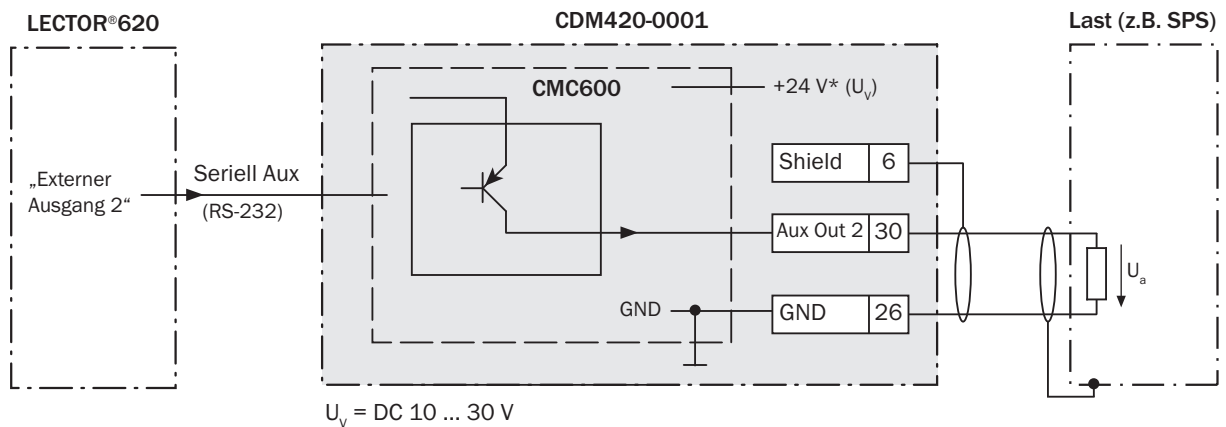 LECTOR®620
CDM420-0001
Last (z.B. SPS)
CMC600
+24 V* (Uv)
Shield 6
„Externer
Ausgang 2“
Seriell Aux
(RS-232)
Aux Out 2 30
Ua
GND
GND 26
Uv = DC 10 ... 30 V